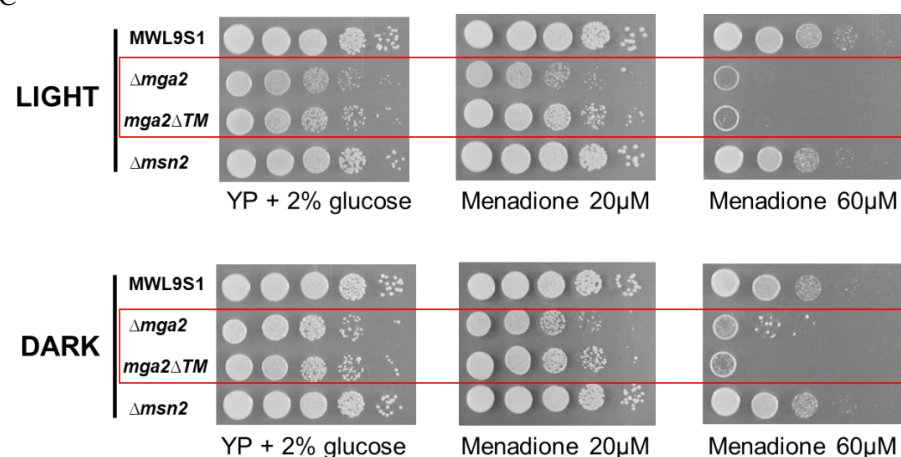 C
MWL9S1
Δmga2
LIGHT
mga2ΔTM
Δmsn2
YP + 2% glucose Menadione 20µM Menadione 60µM
MWL9S1
Δmga2
DARK
mga2ΔTM
Δmsn2
YP + 2% glucose Menadione 20µM Menadione 60µM